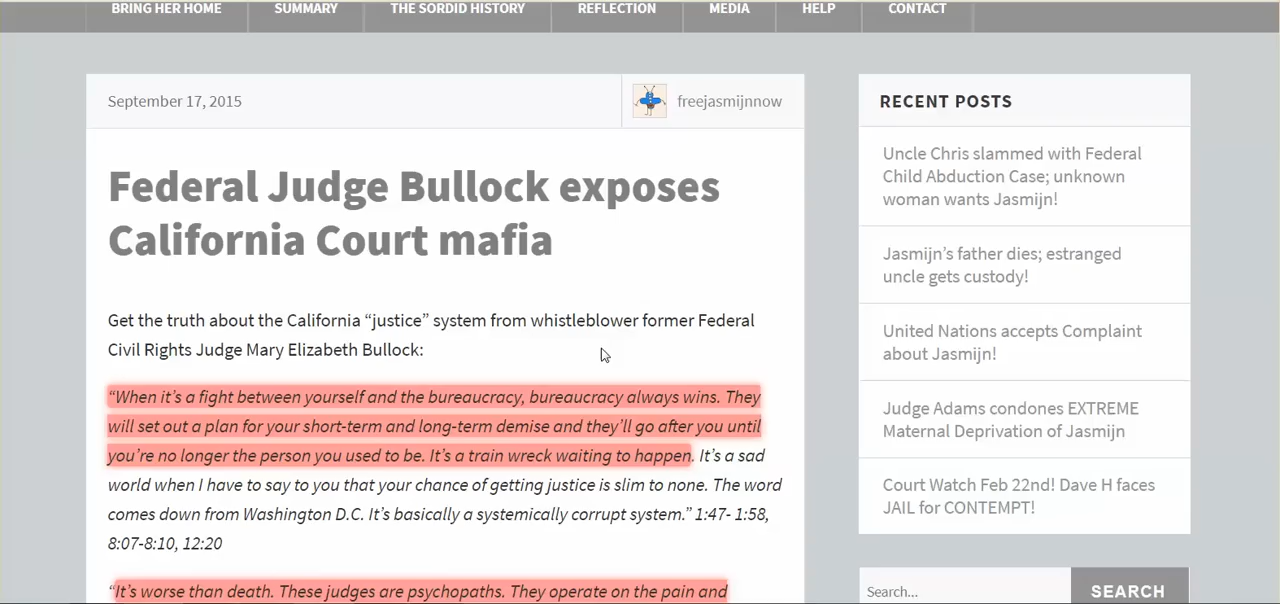 BRING HER HOME SUMMARY THE SORDID HISTORY REFLECTION MEDIA HELP CONTACT
September 17, 2015
freejasmijnnow
Federal Judge Bullock exposes
California Court mafia
Get the truth about the California “justice” system from whistleblower former Federal
Civil Rights Judge Mary Elizabeth Bullock:
“When it’s a fight between yourself and the bureaucracy, bureaucracy always wins. They
will set out a plan for your short-term and long-term demise and they’ll go after you until
you’re no longer the person you used to be. It’s a train wreck waiting to happen. It’s a sad
world when I have to say to you that your chance of getting justice is slim to none. The word
comes down from Washington D.C. It’s basically a systemically corrupt system.” 1:47- 1:58,
8:07-8:10, 12:20
“It’s worse than death. These judges are psychopaths. They operate on the pain and
RECENT POSTS
Uncle Chris slammed with Federal
Child Abduction Case; unknown
woman wants Jasmijn!
Jasmijn’s father dies; estranged
uncle gets custody!
United Nations accepts Complaint
about Jasmijn!
Judge Adams condones EXTREME
Maternal Deprivation of Jasmijn
Court Watch Feb 22nd! Dave H faces
JAIL for CONTEMPT!
Search... SEARCH